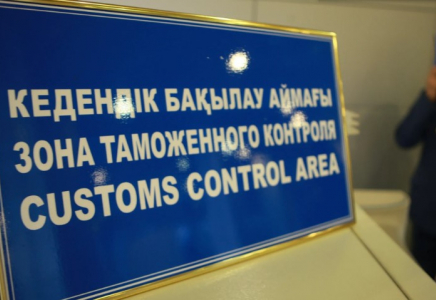 КЕДЕНДІК БАҚЫЛАУ АЙМАҒЫ
ЗОНА ТАМОЖЕННОГО КОНТРОЛЯ
CUSTOMS CONTROL AREA